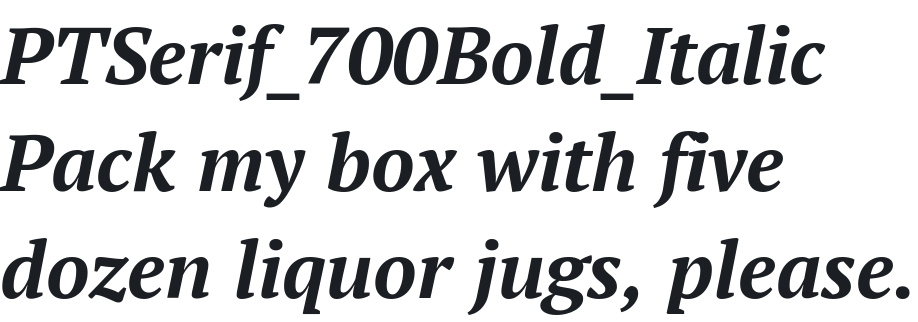 PTSerif_700Bold_Italic
Pack my box with five
dozen liquor jugs, please.